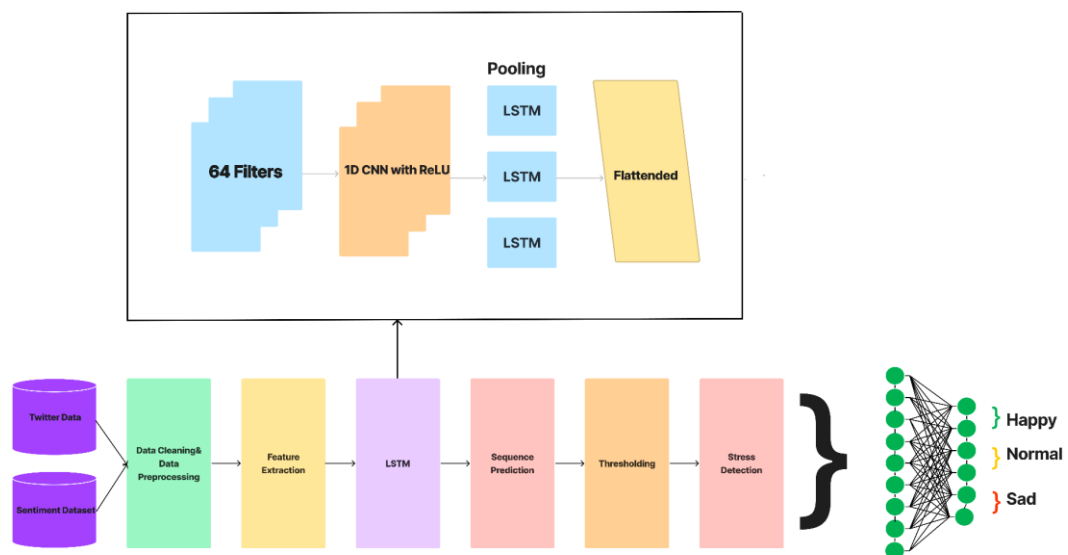 Pooling
64 Filters
1D CNN with ReLU
LSTM
LSTM
LSTM
Flattended
Twitter Data
Sentiment Dataset
Data Cleaning&
Data
Preprocessing
Feature
Extraction
LSTM
Sequence
Prediction
Thresholding
Stress
Detection
}
} Happy
} Normal
} Sad